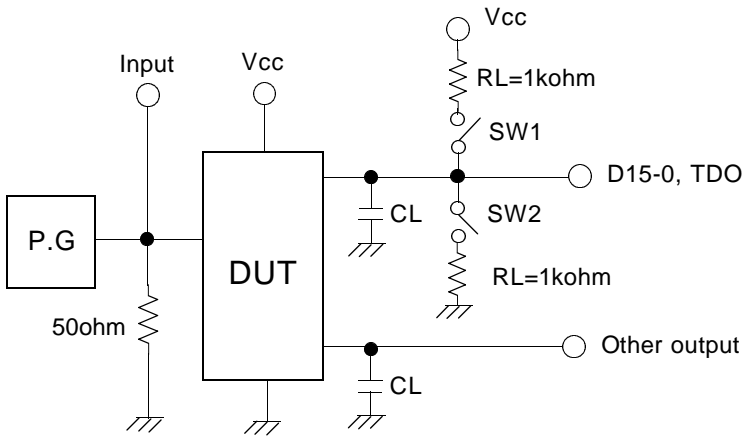 Vcc
Input
Vcc
RL=1kohm
SW1
D15-0, TDO
CL
SW2
P.G
DUT
RL=1kohm
50ohm
Other output
CL